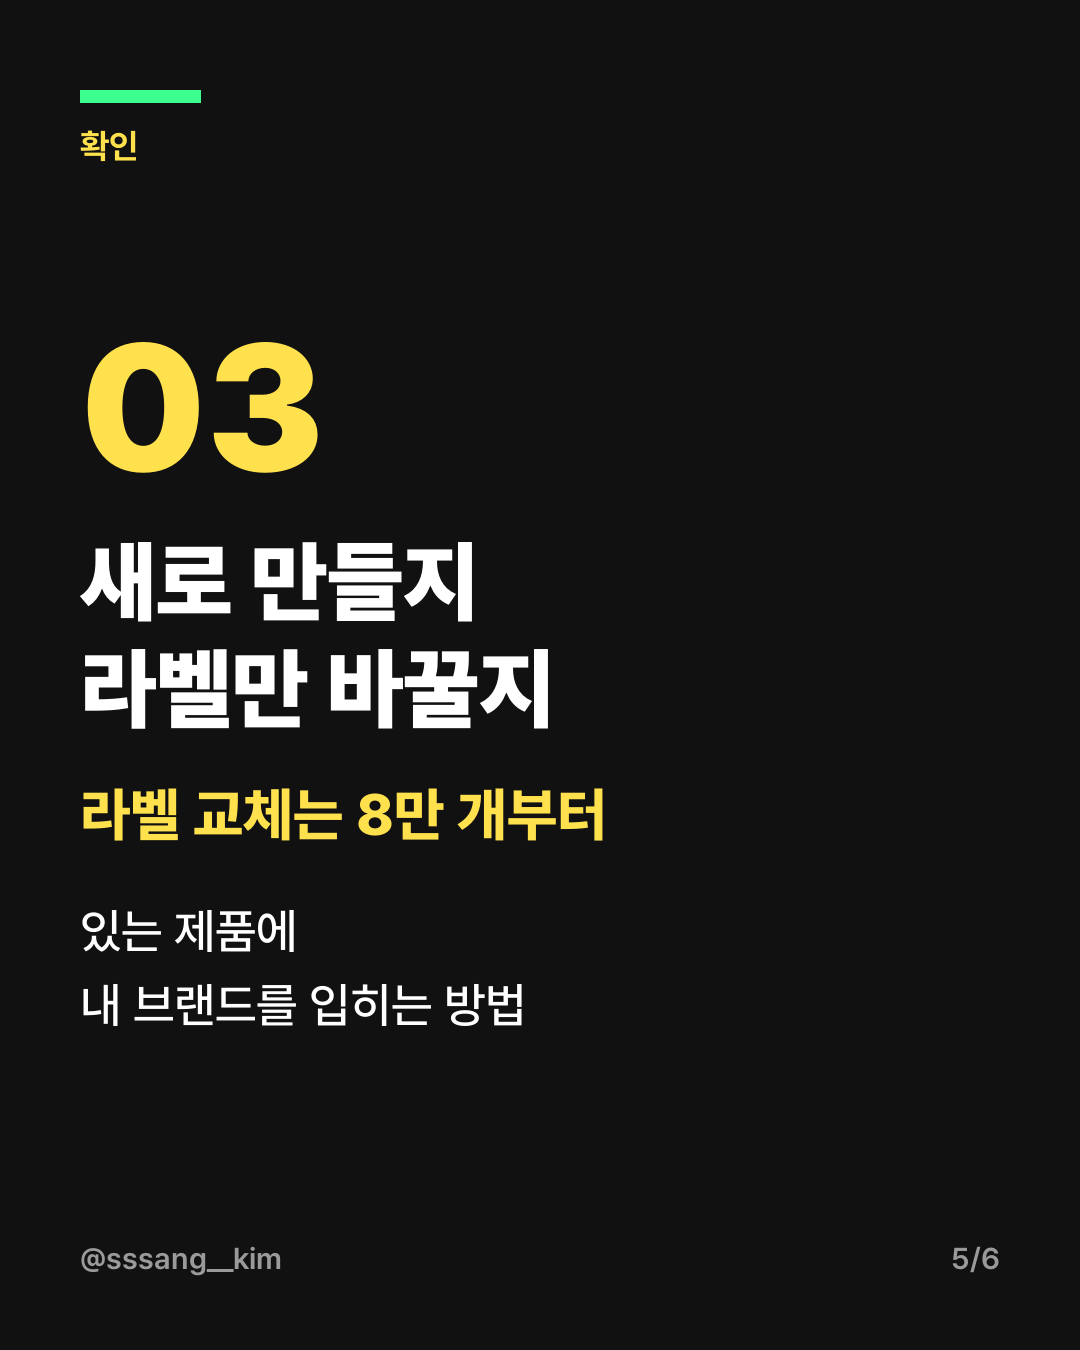 확인
03
새로 만들지
라벨만 바꿀지
라벨 교체는 8만 개부터
있는 제품에
내 브랜드를 입히는 방법
@sssang__kim
5/6